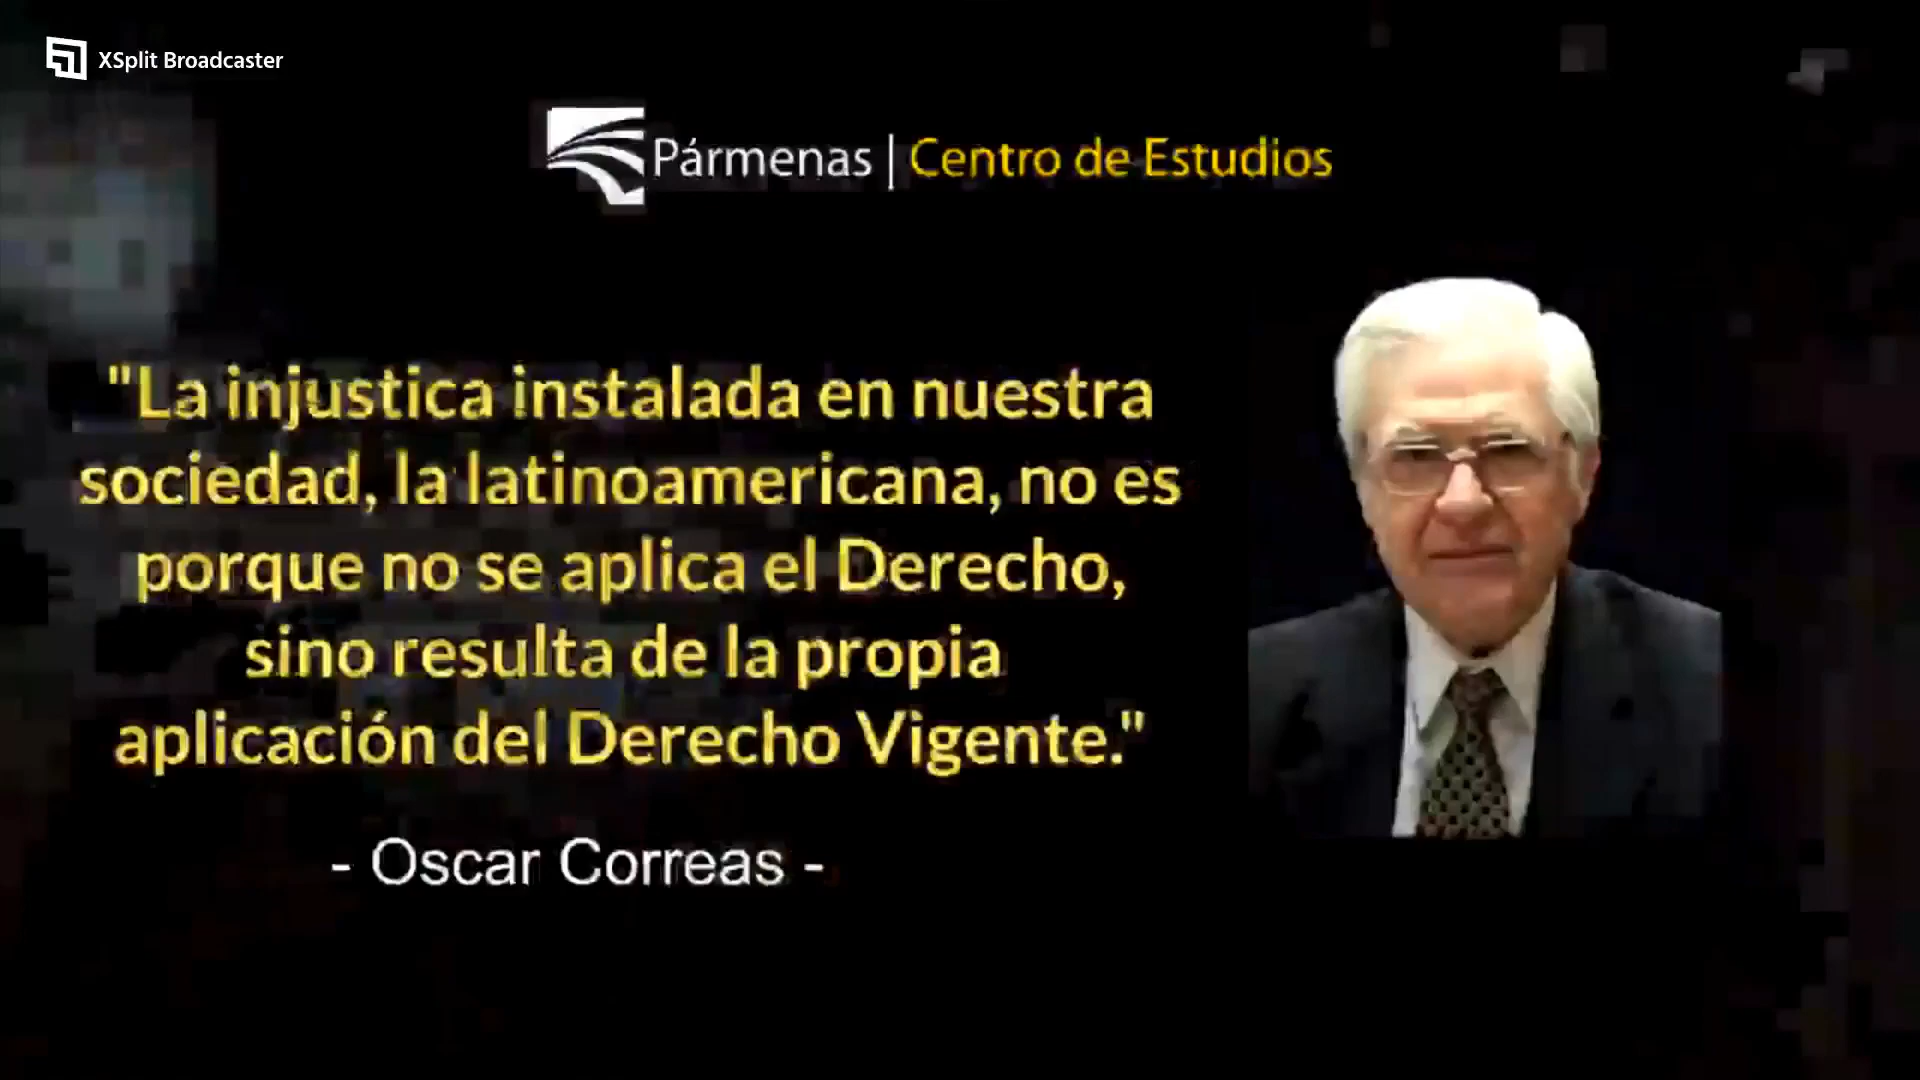 XSplit Broadcaster
Pármenas | Centro de Estudios
"La injustica instalada en nuestra
sociedad, la latinoamericana, no es
porque no se aplica el Derecho,
sino resulta de la propia
aplicación del Derecho Vigente."
- Oscar Correas -